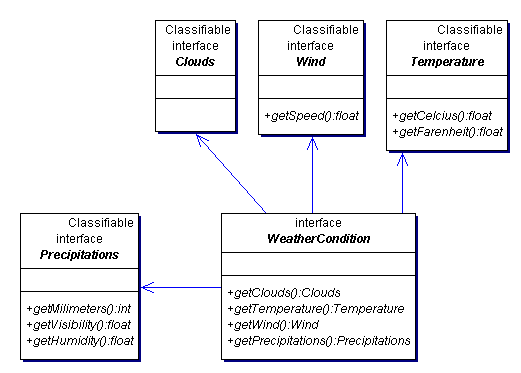 Classifiable
interface
Clouds
Classifiable
interface
Wind
+getSpeed():float
Classifiable
interface
Temperature
+getCelcius():float
+getFarenheit():float
Classifiable
interface
Precipitations
+getMilimeters():int
+getVisibility():float
+getHumidity():float
interface
WeatherCondition
+getClouds():Clouds
+getTemperature():Temperature
+getWind():Wind
+getPrecipitations():Precipitations